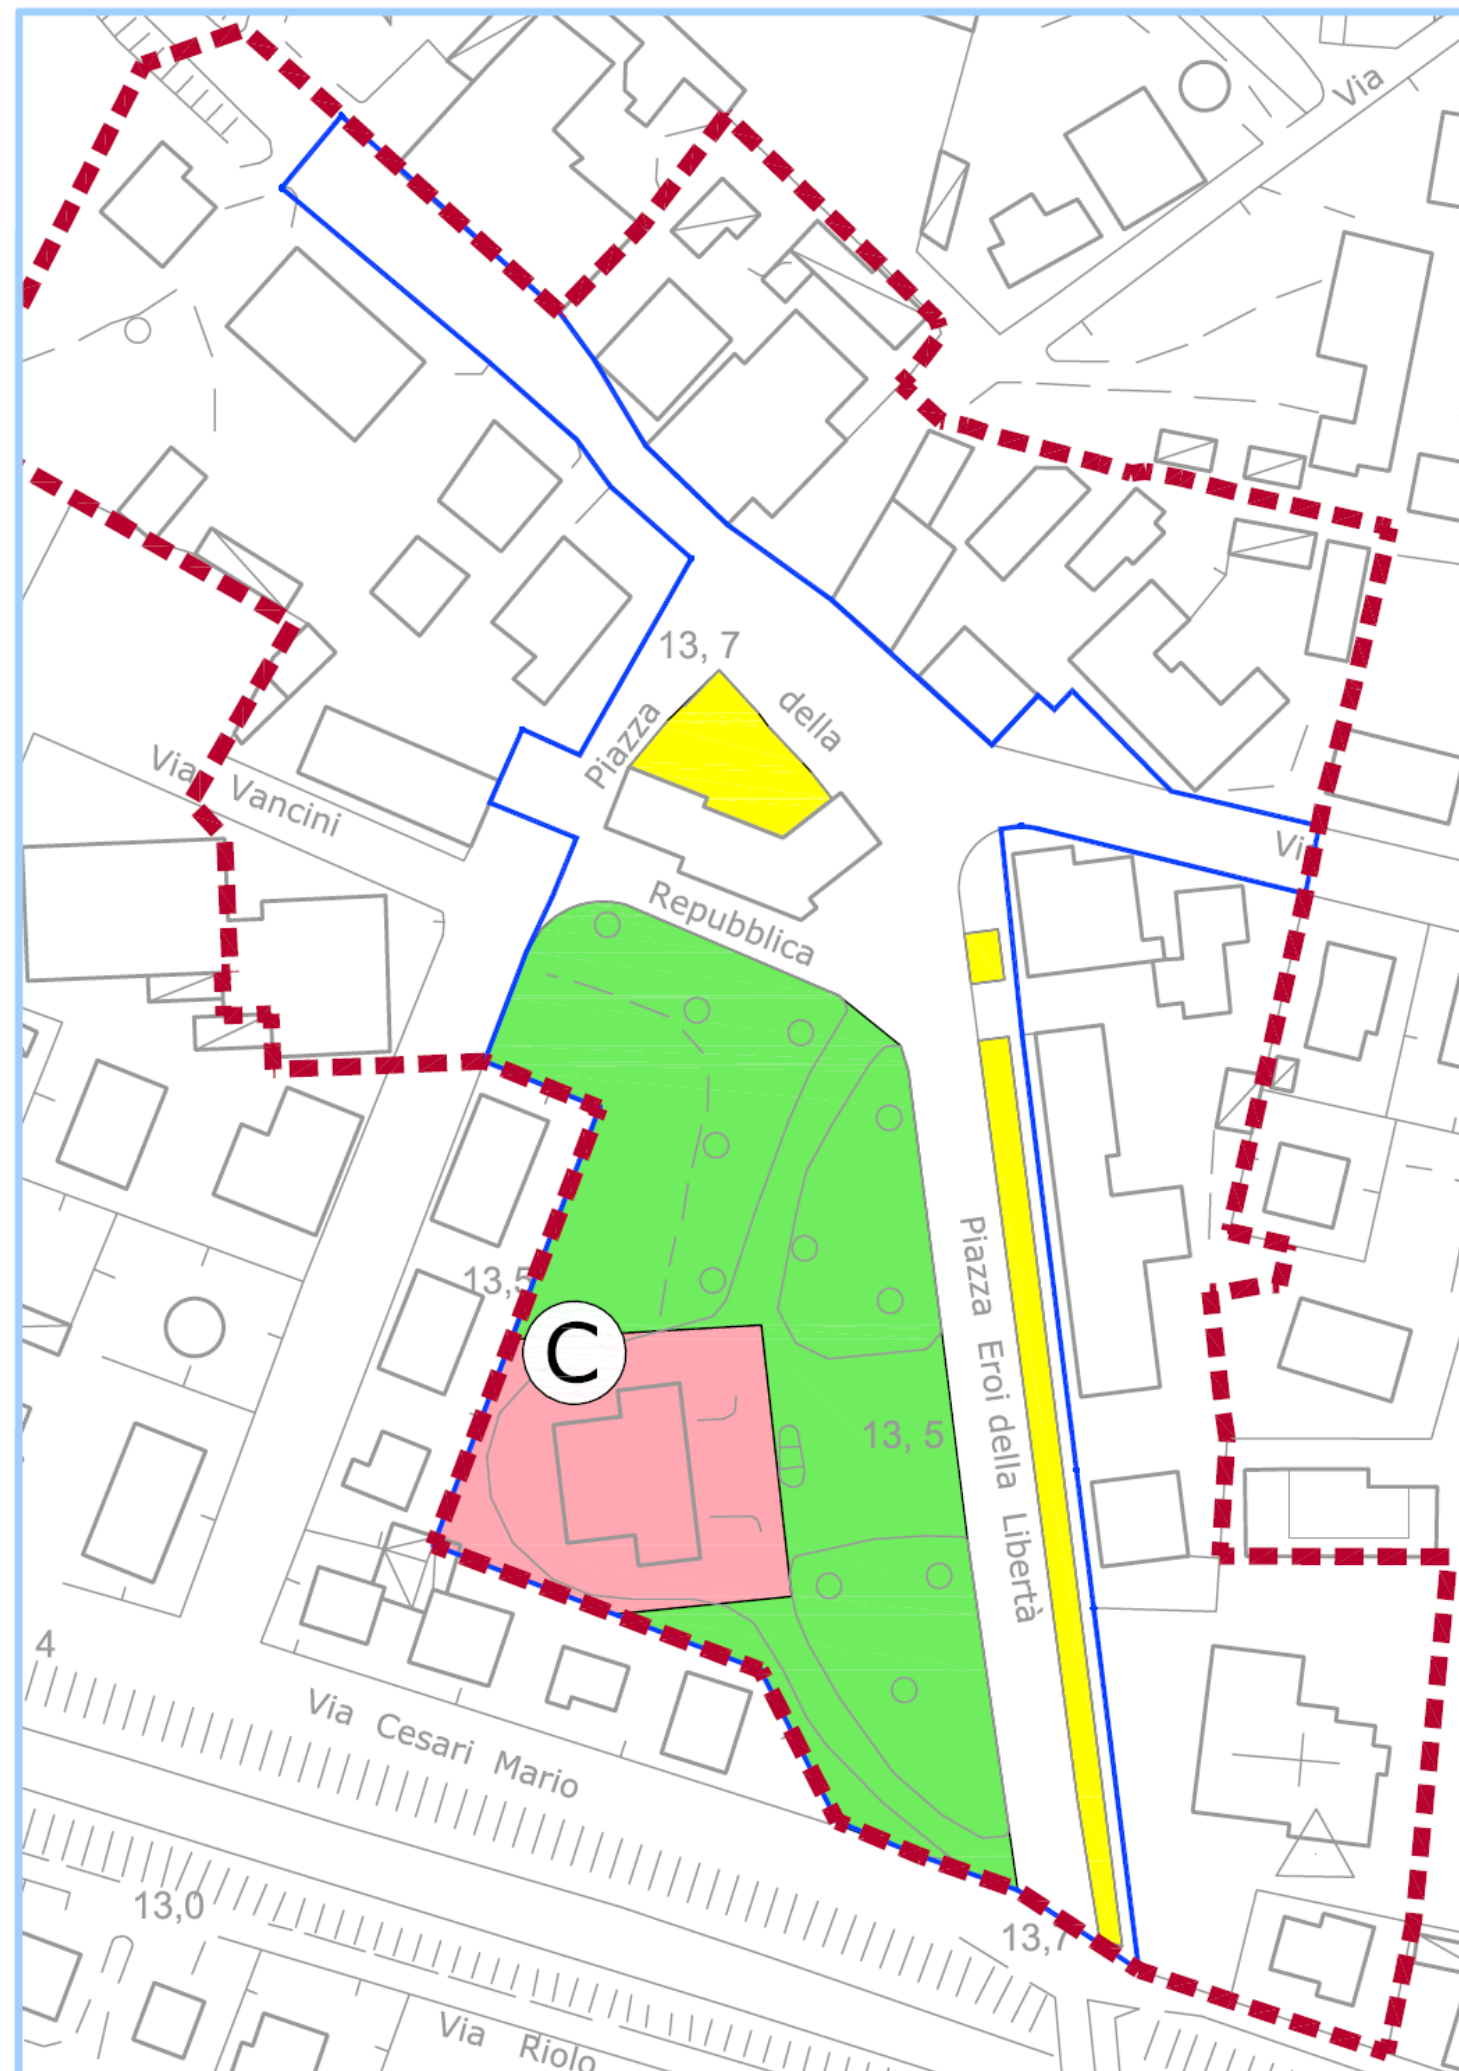 Via
13, 7
Piazza
della
Via
Vancini
Repubblica
13,5
C
13, 5
Piazza Eroi della Libertà
4
Via Cesari Mario
13,0
13,7
Via Riolo